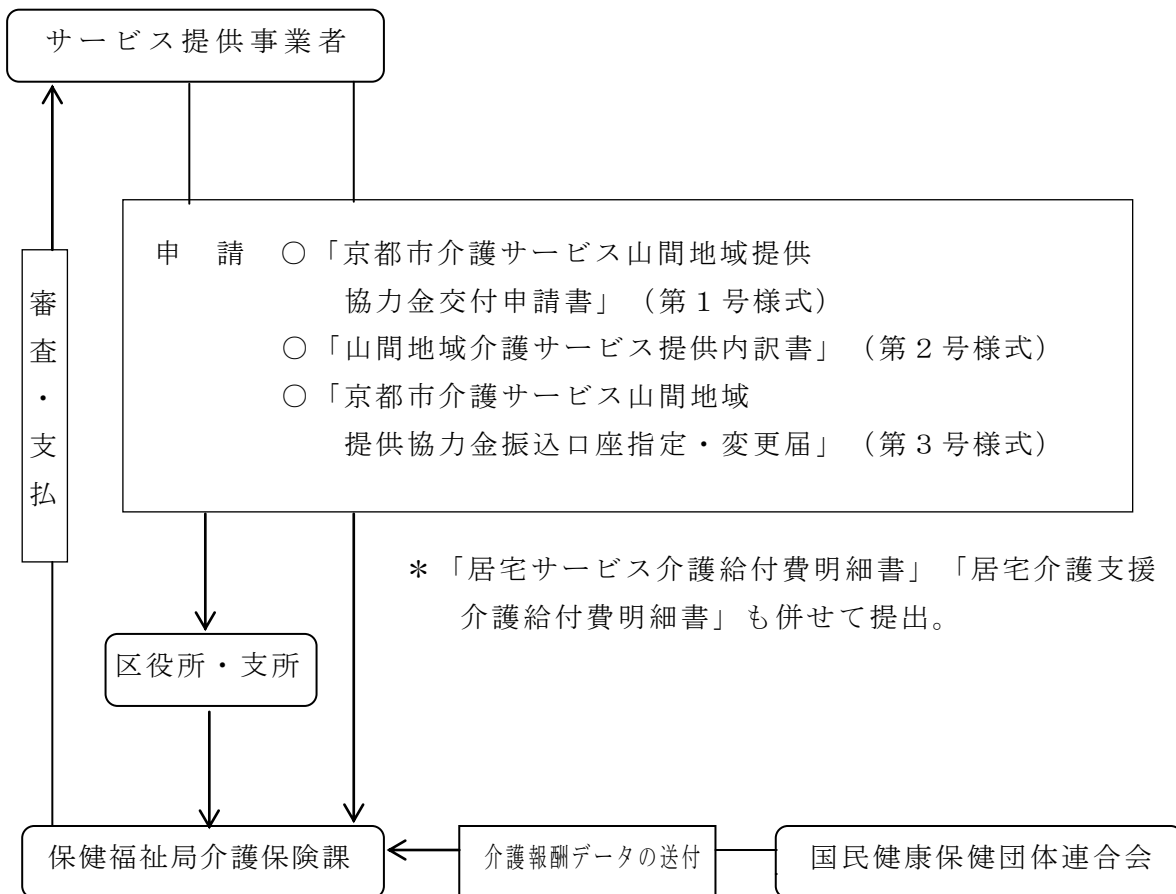 サービス提供事業者
申　請　○「京都市介護サービス山間地域提供
協力金交付申請書」（第１号様式）
○「山間地域介護サービス提供内訳書」（第２号様式）
○「京都市介護サービス山間地域
提供協力金振込口座指定・変更届」（第３号様式）
審査・支払
＊「居宅サービス介護給付費明細書」「居宅介護支援
介護給付費明細書」も併せて提出。
区役所・支所
保健福祉局介護保険課
介護報酬データの送付
国民健康保健団体連合会